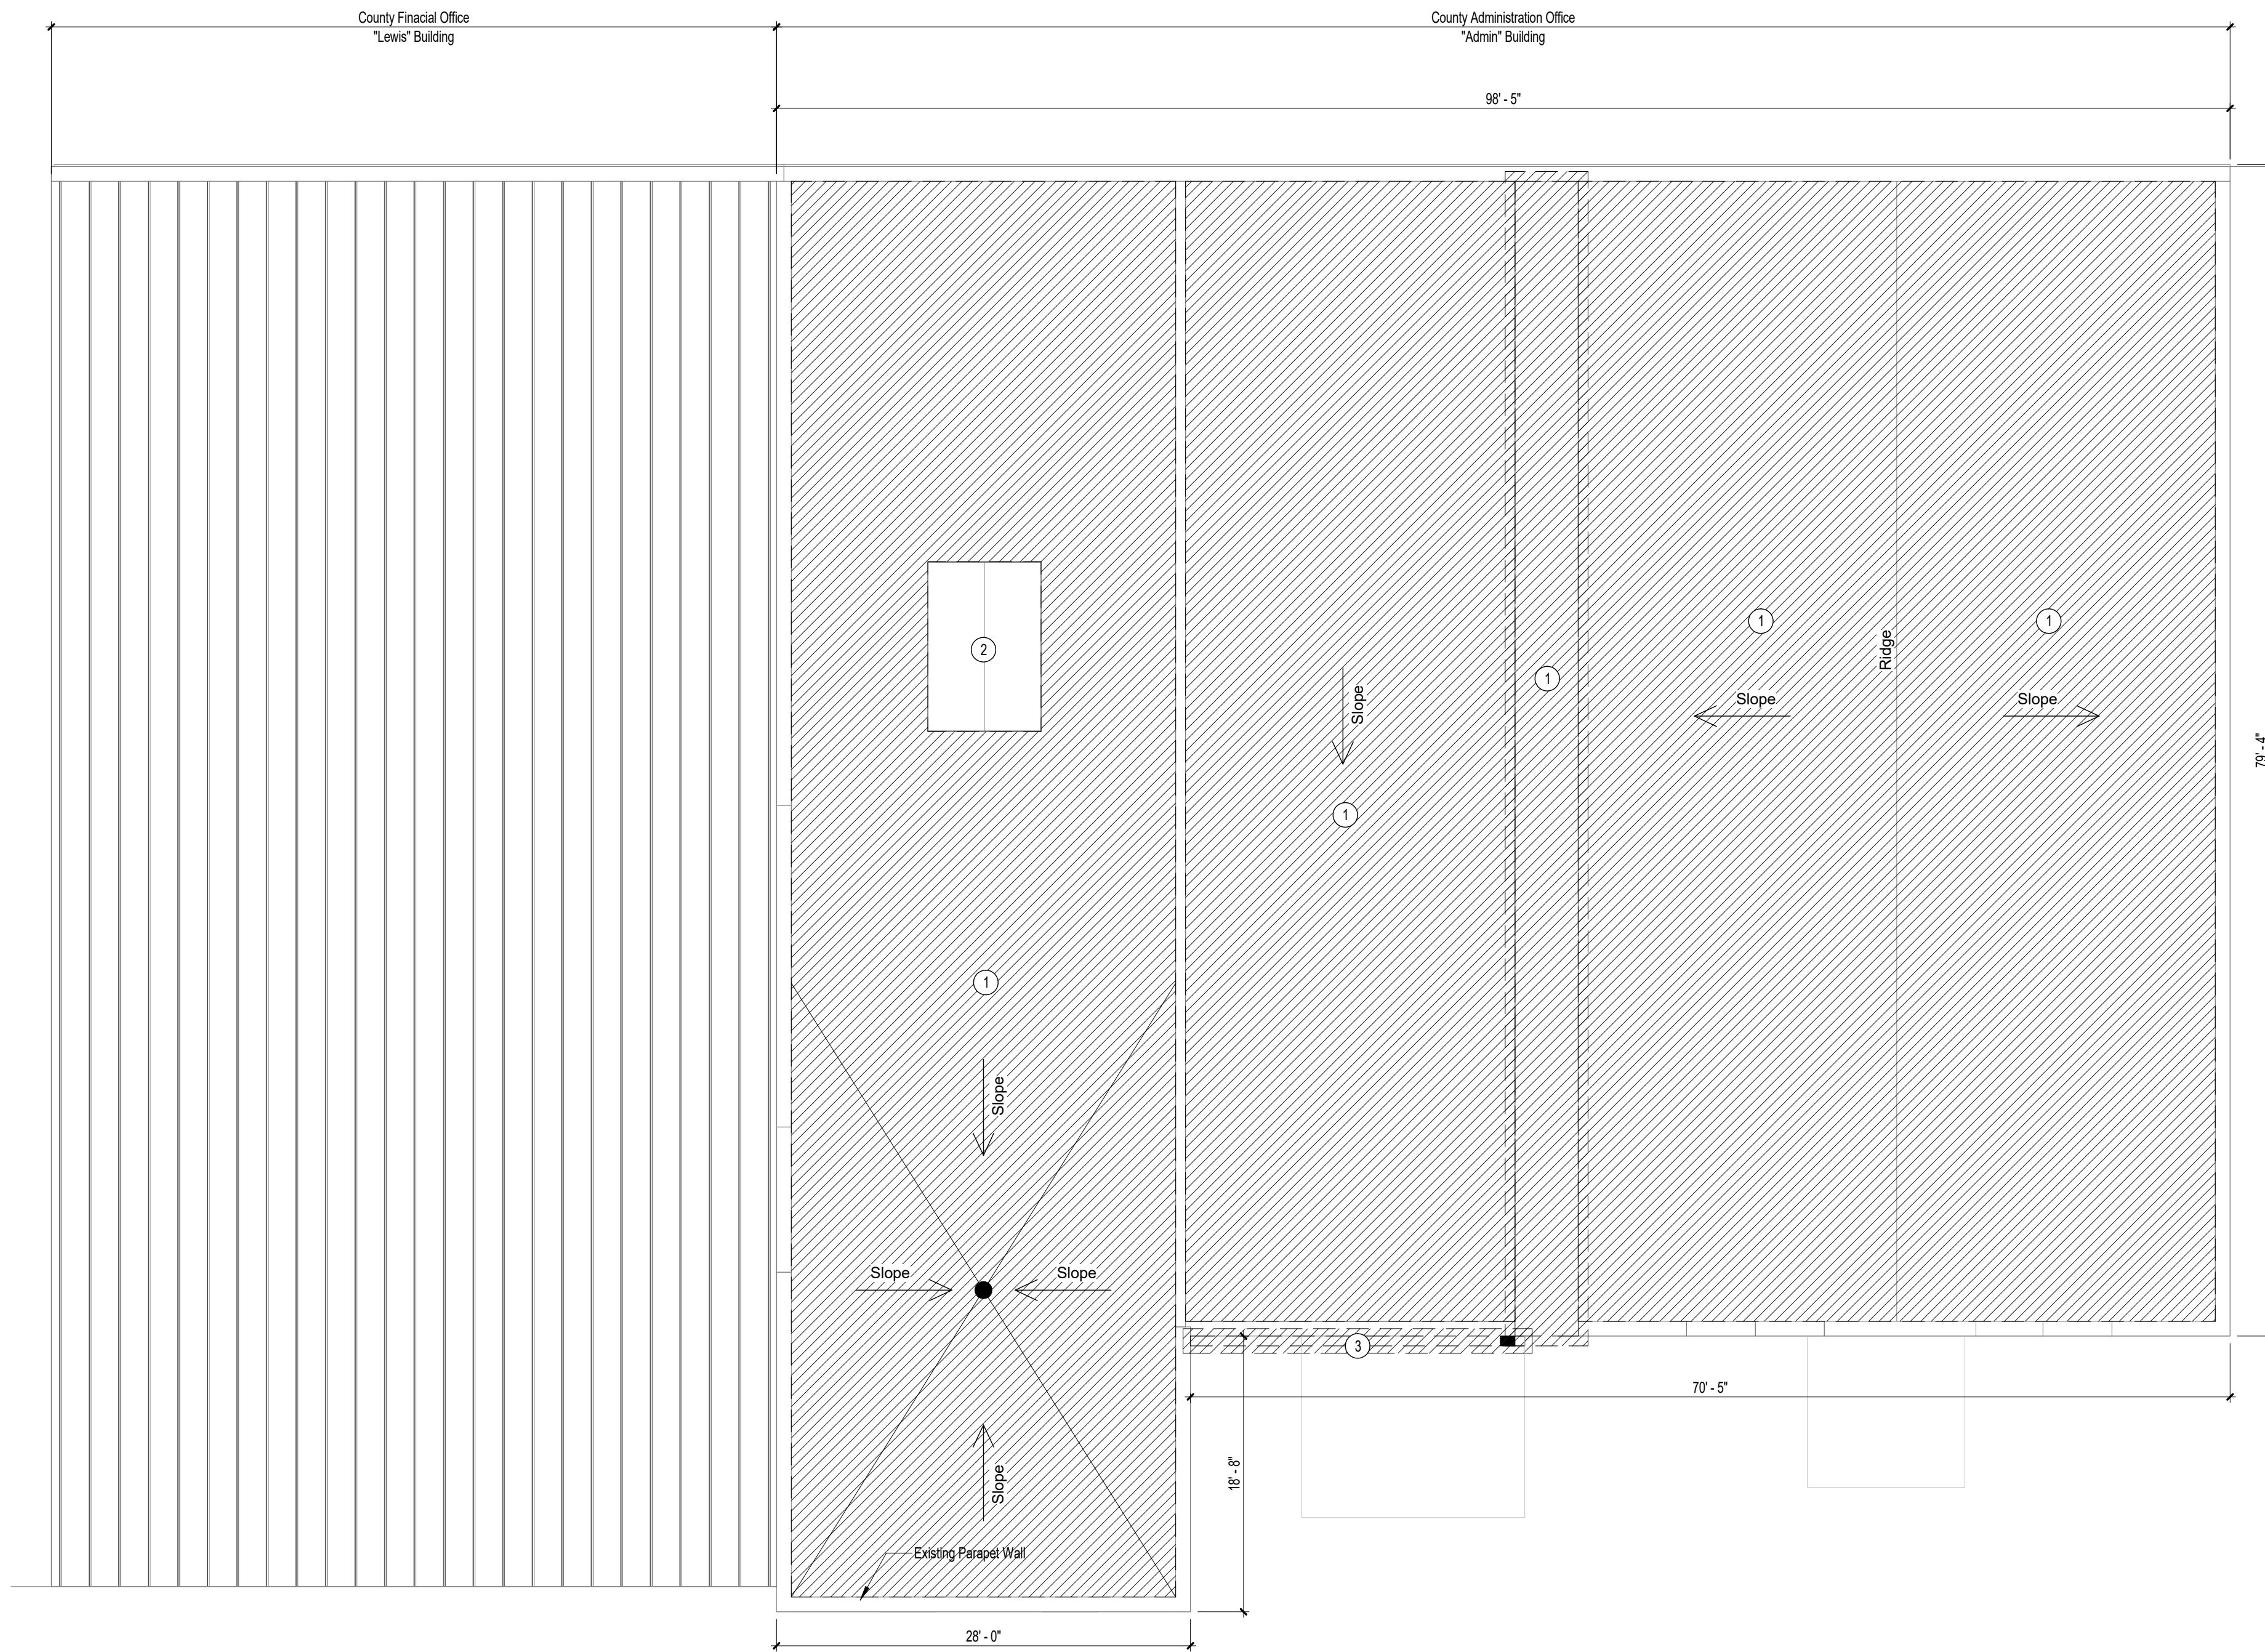 County Finacial Office
"Lewis" Building
County Administration Office
"Admin" Building
98' - 5"
1
1
Ridge
2
1
Slope
Slope
Slope
79' - 4"
1
1
Slope
Slope
Slope
3
70' - 5"
18' - 8"
Slope
Existing Parapet Wall
28' - 0"